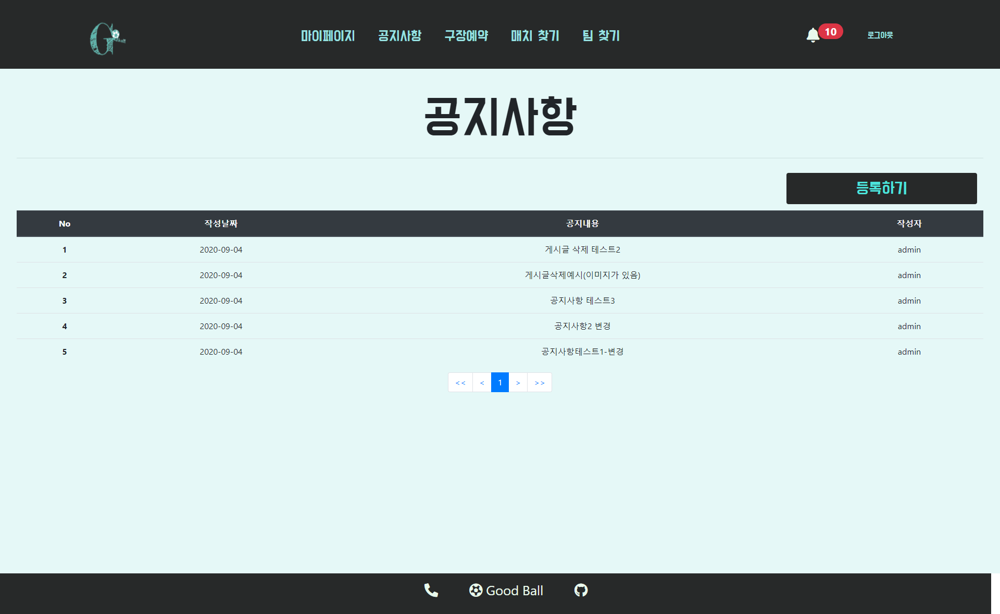 마이페이지 공지사항 구장예약 매치 찾기 팀 찾기 10 로그아웃
공지사항
등록하기
No 작성날짜 공지내용 작성자
1 2020-09-04 게시글 삭제 테스트2 admin
2 2020-09-04 게시글삭제예시(이미지가 있음) admin
3 2020-09-04 공지사항 테스트3 admin
4 2020-09-04 공지사항2 변경 admin
5 2020-09-04 공지사항테스트1-변경 admin
<< < 1 > >>
Good Ball